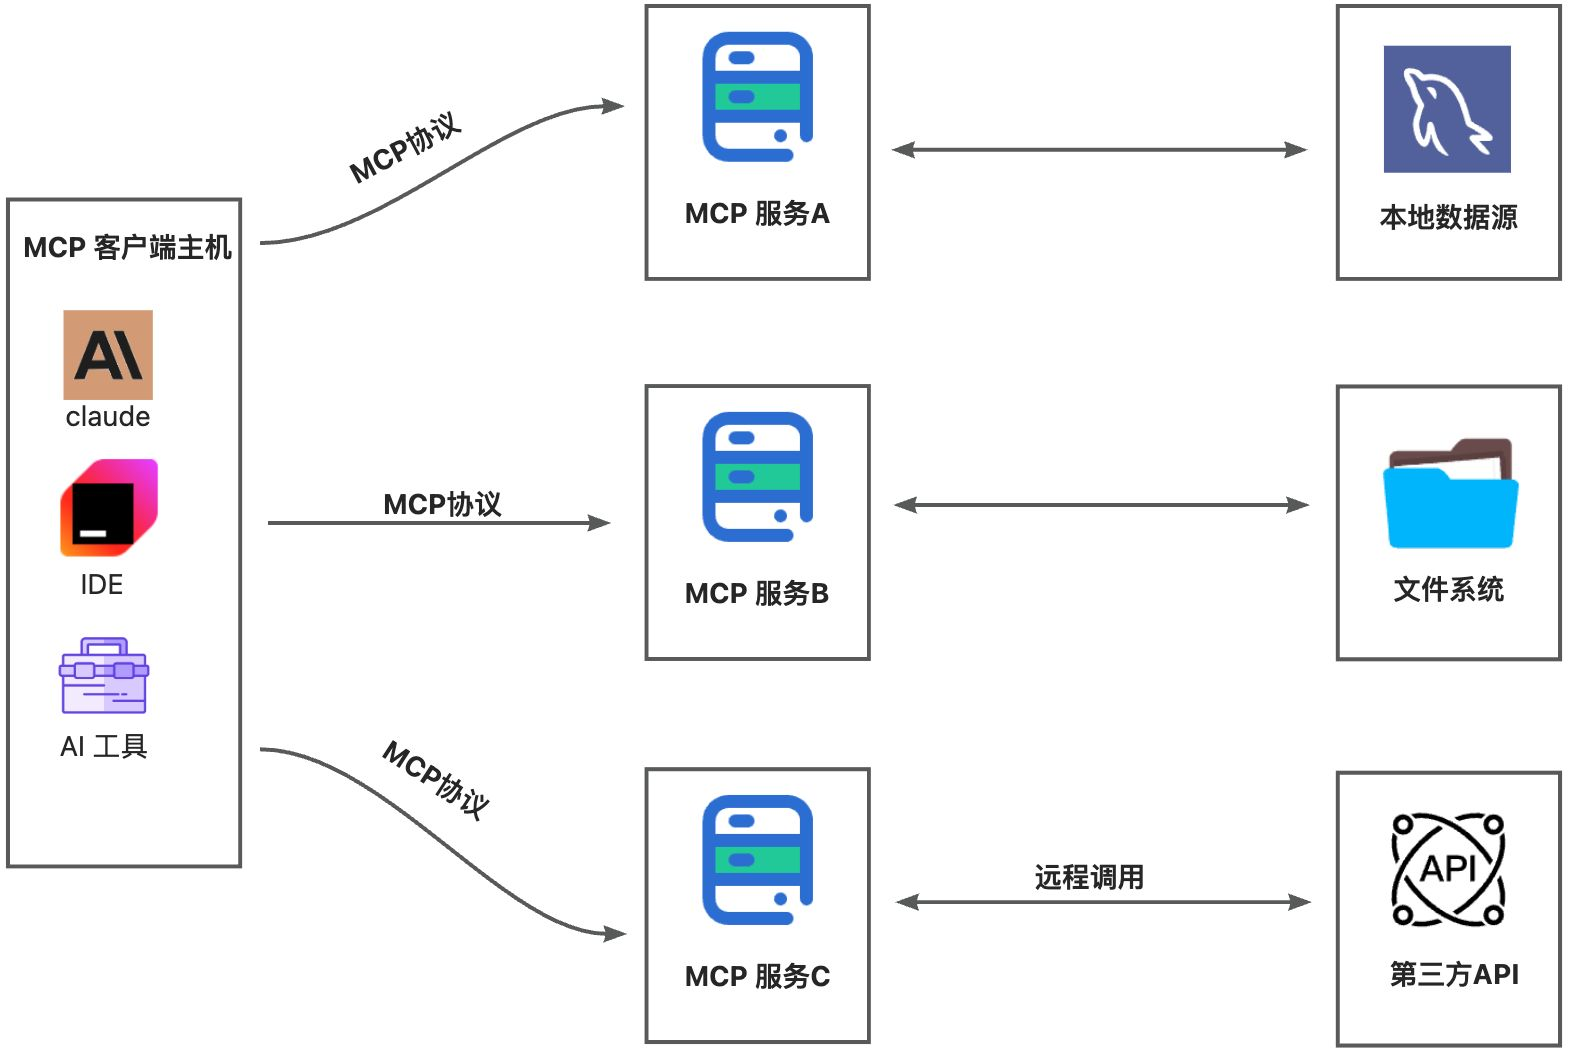 MCP 客户端主机
claude
IDE
AI 工具
MCP协议
MCP协议
MCP协议
MCP 服务A
MCP 服务B
MCP 服务C
远程调用
本地数据源
文件系统
API
第三方API